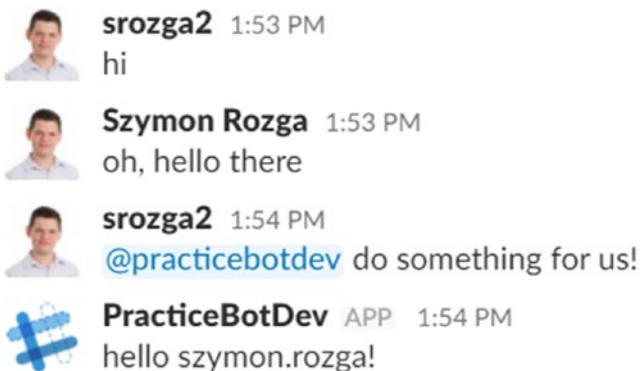 srozga2 1:53 PM
hi
Szymon Rozga 1:53 PM
oh, hello there
srozga2 1:54 PM
@practicebotdev do something for us!
PracticeBotDev APP 1:54 PM
hello szymon.rozga!